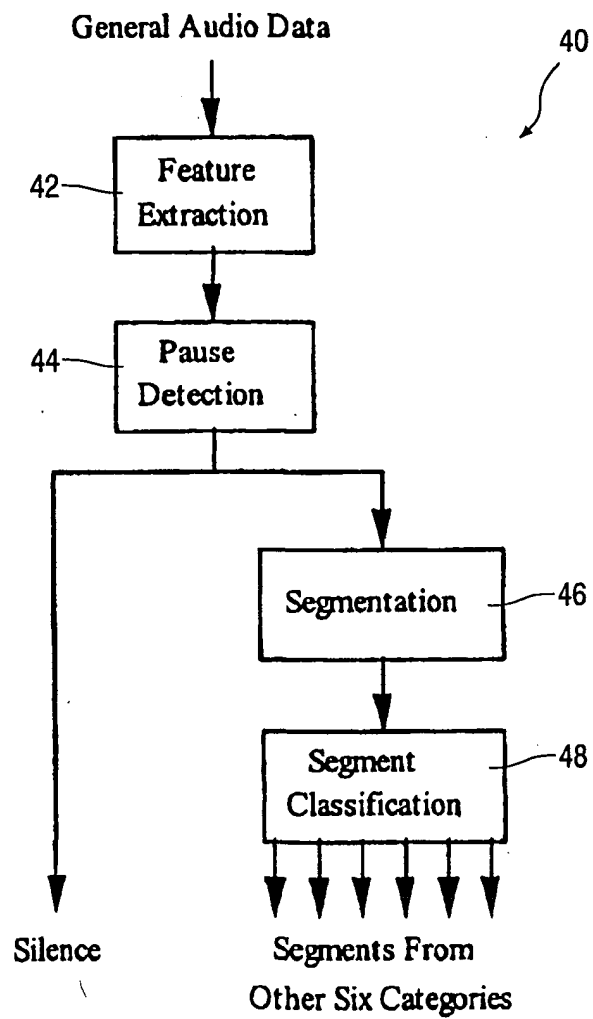 General Audio Data
40
42
Feature
Extraction
44
Pause
Detection
Segmentation
46
Segment
Classification
48
Silence
Segments From
Other Six Categories